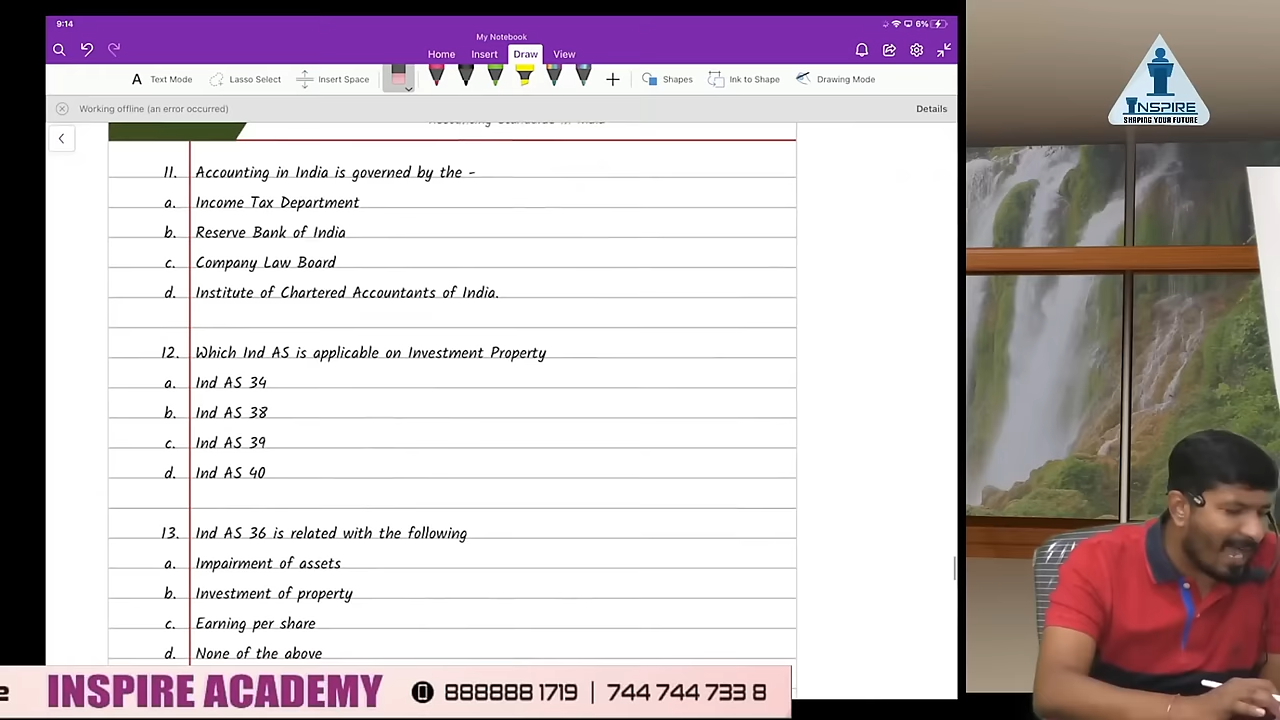 9:14
6%
My Notebook
Home Insert Draw View
Text Mode Lasso Select Insert Space Shapes Ink to Shape Drawing Mode
Working offline (an error occurred) Details
Accounting Standards in India
11. Accounting in India is governed by the -
a. Income Tax Department
b. Reserve Bank of India
c. Company Law Board
d. Institute of Chartered Accountants of India.
12. Which Ind AS is applicable on Investment Property
a. Ind AS 34
b. Ind AS 38
c. Ind AS 39
d. Ind AS 40
13. Ind AS 36 is related with the following
a. Impairment of assets
b. Investment of property
c. Earning per share
d. None of the above
INSPIRE ACADEMY 888888 1719 | 744 744 733 8
INSPIRE
SHAPING YOUR FUTURE